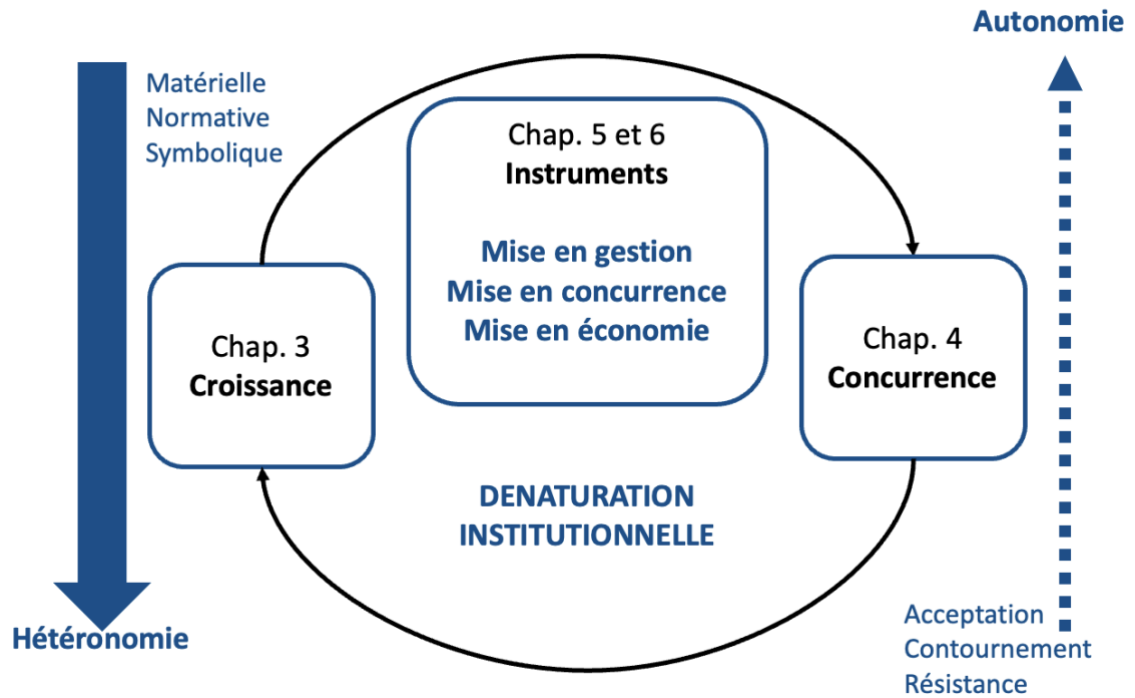 Autonomie
Matérielle
Normative
Symbolique
Chap. 5 et 6
Instruments
Mise en gestion
Mise en concurrence
Mise en économie
Chap. 3
Croissance
Chap. 4
Concurrence
DENATURATION
INSTITUTIONNELLE
Hétéronomie
Acceptation
Contournement
Résistance